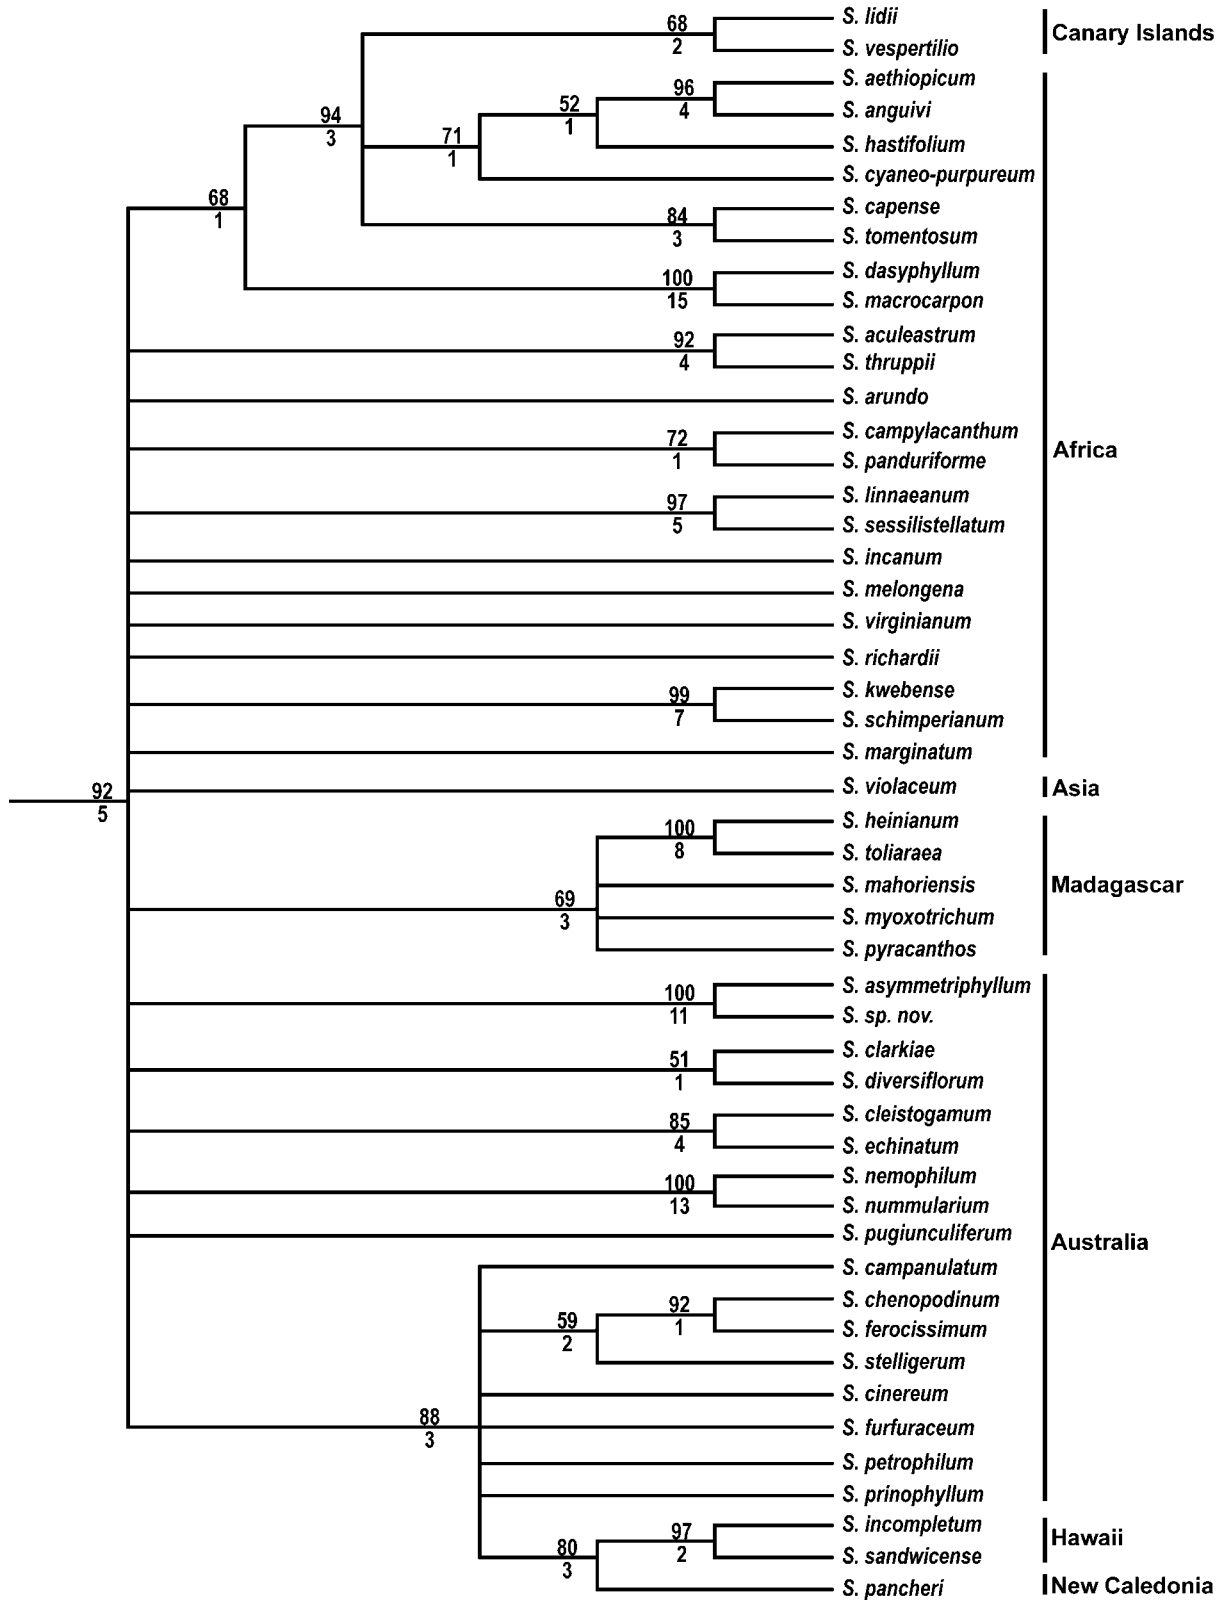 S. lidii
68
2
S. vespertilio
Canary Islands
S. aethiopicum
96
4
S. anguivi
52
1
94
3
71
1
S. hastifolium
S. cyaneo-purpureum
68
1
S. capense
84
3
S. tomentosum
S. dasyphyllum
100
15
S. macrocarpon
S. aculeastrum
92
4
S. thruppii
S. arundo
S. campylacanthum
72
1
S. panduriforme
Africa
S. linnaeanum
97
5
S. sessilistellatum
S. incanum
S. melongena
S. virginianum
S. richardii
S. kwebense
99
7
S. schimperianum
S. marginatum
92
5
S. violaceum
Asia
S. heinianum
100
8
S. toliaraea
S. mahoriensis
Madagascar
69
3
S. myoxotrichum
S. pyracanthos
S. asymmetriphyllum
100
11
S. sp. nov.
S. clarkiae
51
1
S. diversiflorum
S. cleistogamum
85
4
S. echinatum
S. nemophilum
100
13
S. nummularium
S. pugiunculiferum
Australia
S. campanulatum
S. chenopodinum
92
1
59
2
S. ferocissimum
S. stelligerum
S. cinereum
88
3
S. furfuraceum
S. petrophilum
S. prinophyllum
S. incompletum
97
2
Hawaii
80
3
S. sandwicense
S. pancheri
New Caledonia